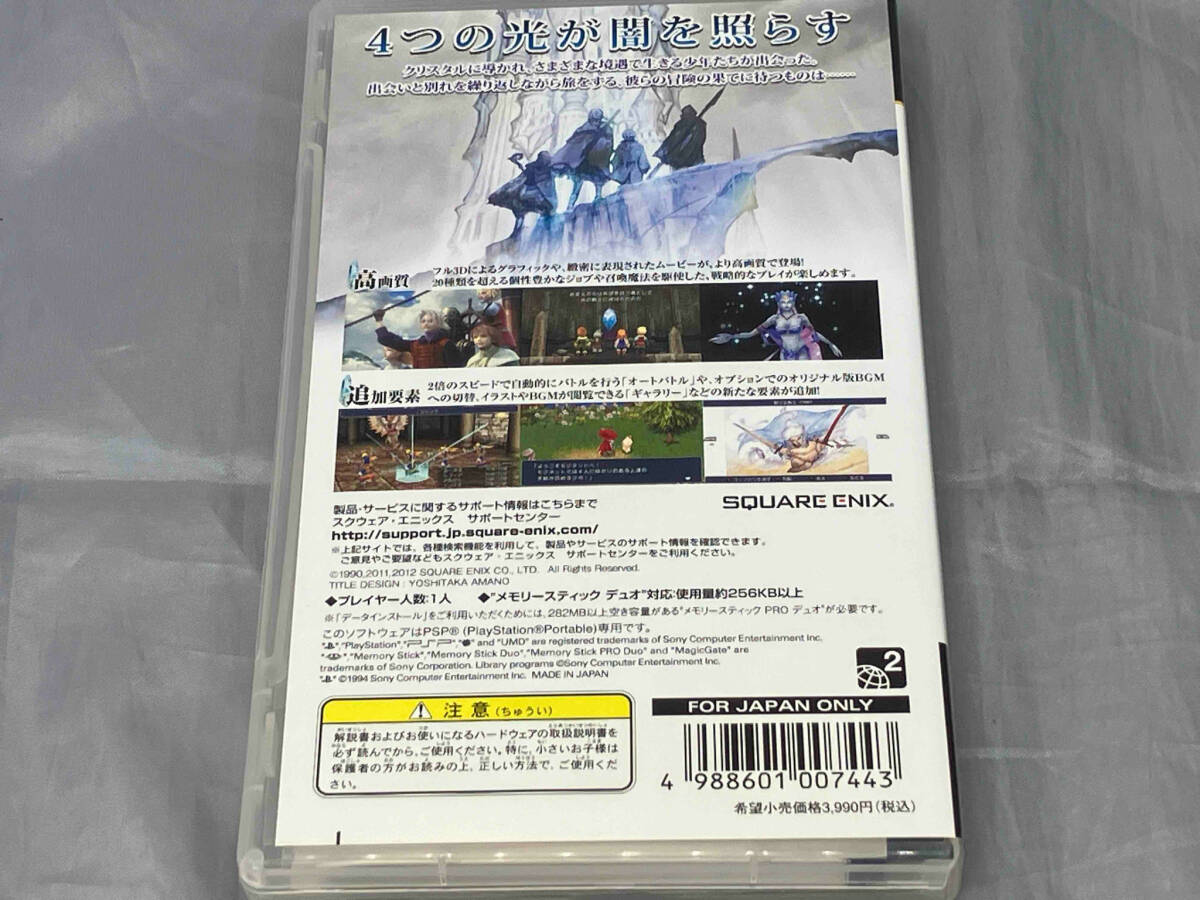 4つの光が闇を照らす
クリスタルに導かれ、さまざまな境遇で生きる少年たちが出会った。
出会いと別れを繰り返しながら旅をする、彼らの冒険の果てに待つものは……
高画質
フル3Dによるグラフィックや、緻密に表現されたムービーが、より高画質で登場!
20種類を超える個性豊かなジョブや召喚魔法を駆使した、戦略的なプレイが楽しめます。
追加要素
2倍のスピードで自動的にバトルを行う「オートバトル」や、オプションでのオリジナル版BGM
への切替、イラストやBGMが閲覧できる「ギャラリー」などの新たな要素が追加!
製品・サービスに関するサポート情報はこちらまで
スクウェア・エニックス サポートセンター
http://support.jp.square-enix.com/
※上記サイトでは、各種検索機能を利用して、製品やサービスのサポート情報を確認できます。
ご意見やご要望などもスクウェア・エニックス サポートセンターをご利用ください。
SQUARE ENIX.
©1990,2011,2012 SQUARE ENIX CO., LTD. All Rights Reserved.
TITLE DESIGN : YOSHITAKA AMANO
◆プレイヤー人数:1人 ◆"メモリースティック デュオ"対応:使用量約256KB以上
※「データインストール」をご利用いただくためには、282MB以上空き容量がある"メモリースティック PRO デュオ"が必要です。
このソフトウェアはPSP® (PlayStation®Portable)専用です。
"PlayStation", "PSP", and "UMD" are registered trademarks of Sony Computer Entertainment Inc.
"Memory Stick", "Memory Stick Duo", "Memory Stick PRO Duo" and "MagicGate" are
trademarks of Sony Corporation. Library programs ©Sony Computer Entertainment Inc.
©1994 Sony Computer Entertainment Inc. MADE IN JAPAN
2
注意(ちゅうい)
解説書およびお使いになるハードウェアの取扱説明書を
必ず読んでから、ご使用ください。特に、小さいお子様は
保護者の方がお読みの上、正しい方法で、ご使用くだ
さい。
FOR JAPAN ONLY
4 988601 007443
希望小売価格3,990円(税込)